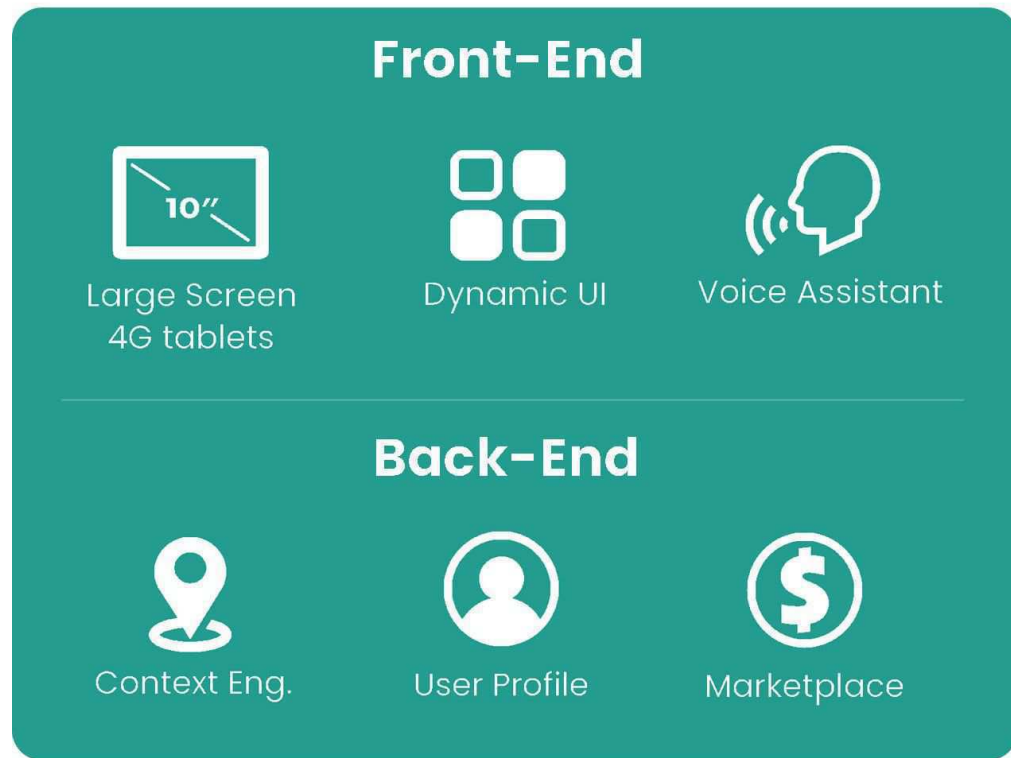 Front-End
10"
Large Screen
4G tablets
Dynamic UI
Voice Assistant
Back-End
Context Eng.
User Profile
Marketplace